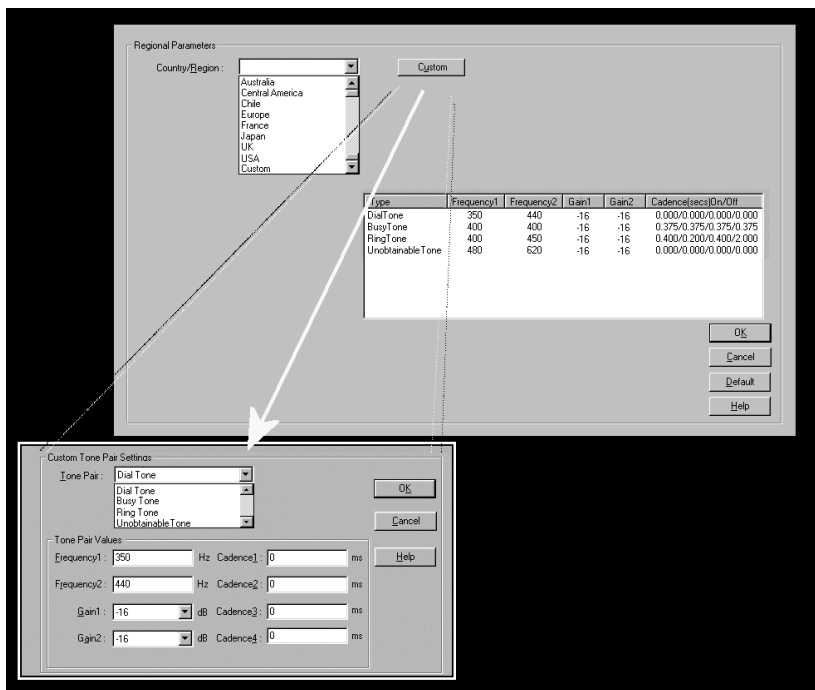 Regional Parameters
Country/Region :
Custom
Australia
Central America
Chile
Europe
France
Japan
UK
USA
Custom
Type Frequency1 Frequency2 Gain1 Gain2 Cadence(secs)On/Off
DialTone 350 440 -16 -16 0.000/0.000/0.000/0.000
BusyTone 400 400 -16 -16 0.375/0.375/0.375/0.375
RingTone 400 450 -16 -16 0.400/0.200/0.400/2.000
UnobtainableTone 480 620 -16 -16 0.000/0.000/0.000/0.000
OK
Cancel
Default
Help
Custom Tone Pair Settings
Tone Pair : Dial Tone
Dial Tone
Busy Tone
Ring Tone
Unobtainable Tone
OK
Cancel
Help
Tone Pair Values
Frequency1 : 350 Hz Cadence1 : 0 ms
Frequency2 : 440 Hz Cadence2 : 0 ms
Gain1 : -16 dB Cadence3 : 0 ms
Gain2 : -16 dB Cadence4 : 0 ms